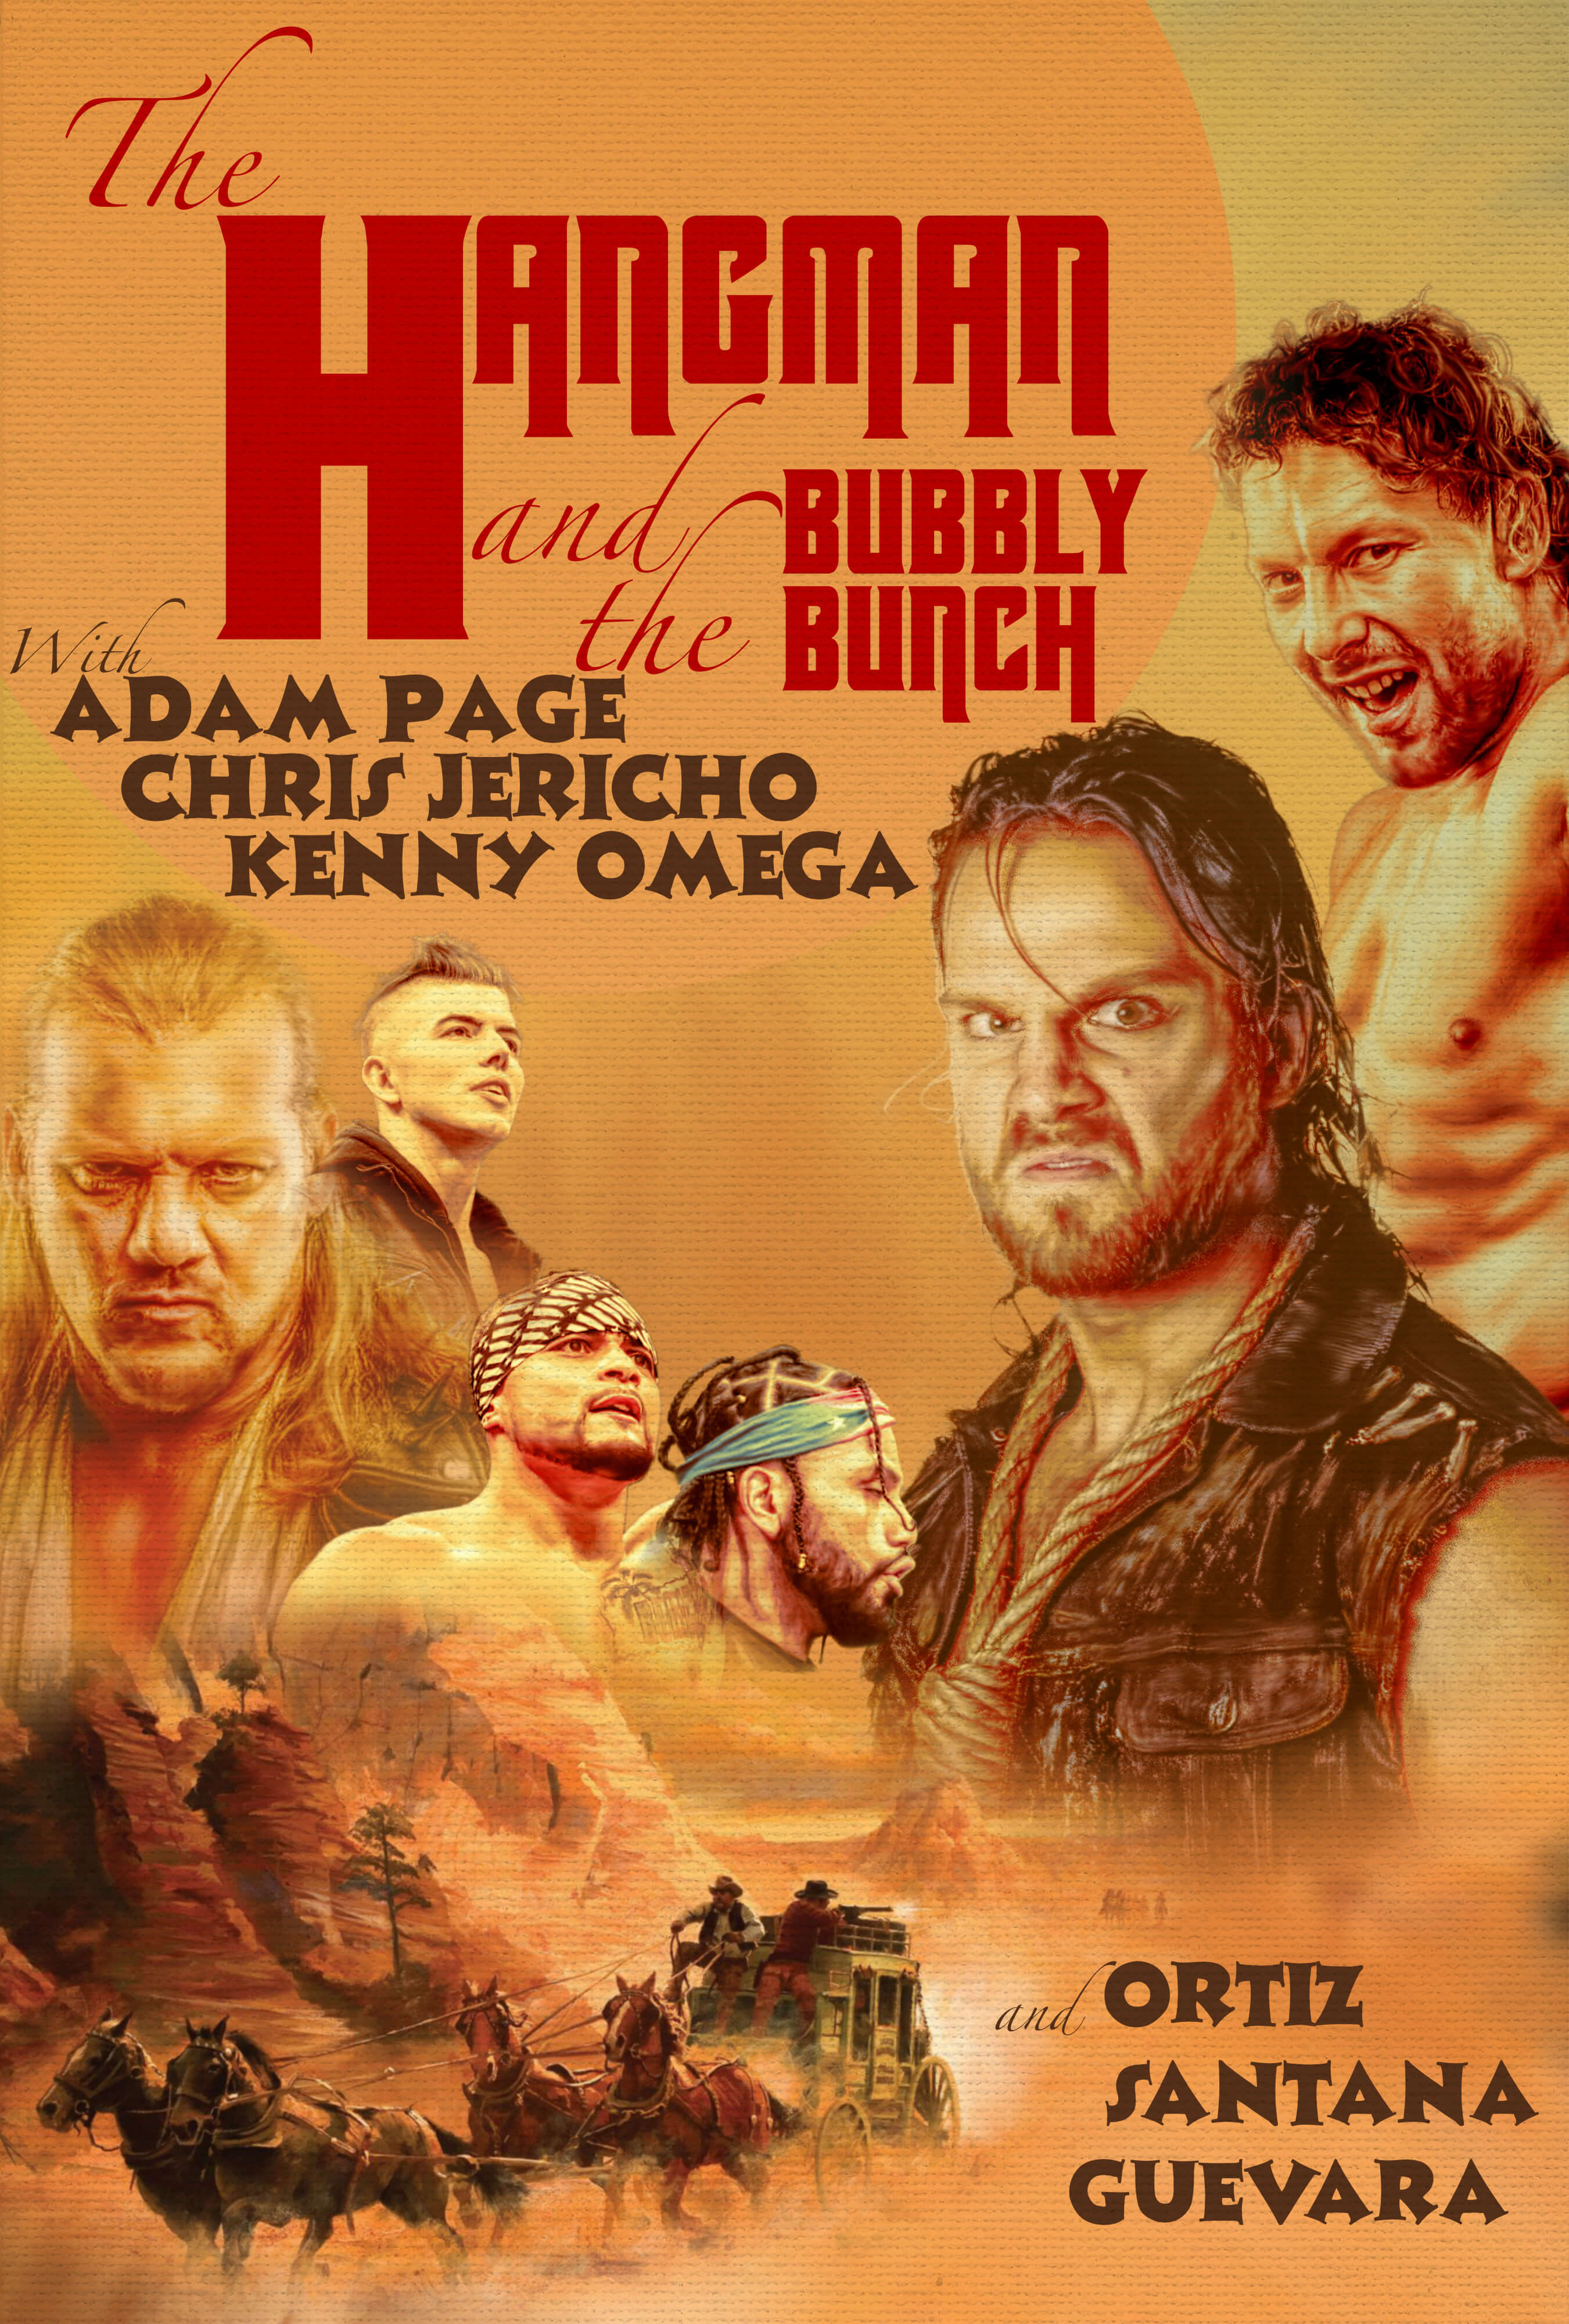 The
HANGMAN
and
the
BUBBLY
BUNCH
With
ADAM PAGE
CHRIS JERICHO
KENNY OMEGA
and ORTIZ
SANTANA
GUEVARA